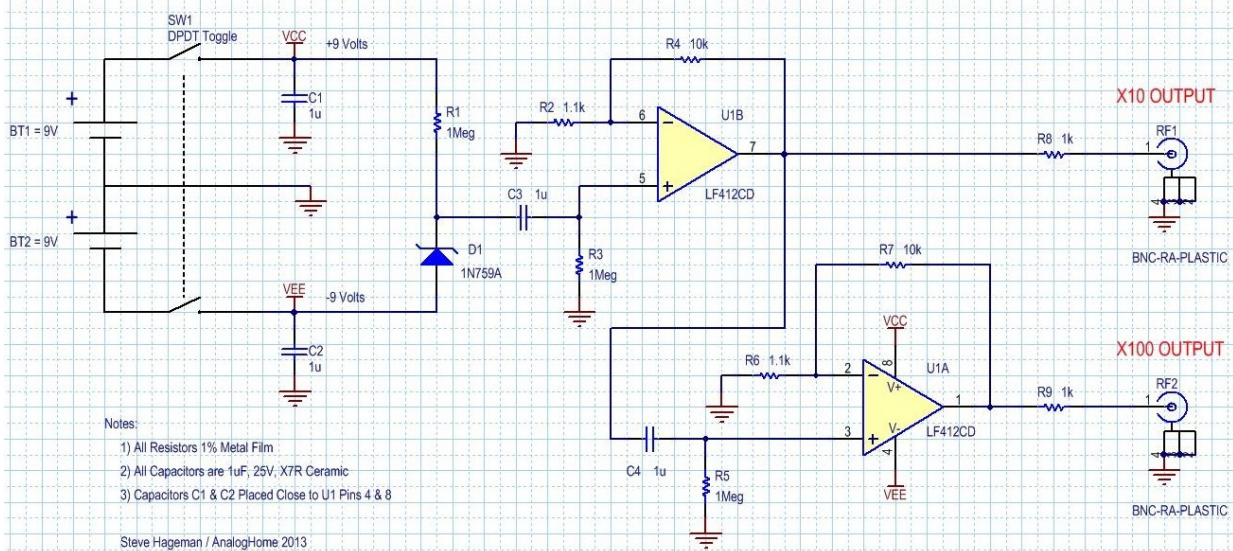 SW1
DPDT Toggle
VCC
+9 Volts
R4 10k
+
C1
1u
R1
1Meg
R2 1.1k
6
U1B
X10 OUTPUT
BT1 = 9V
7
R8 1k
1
RF1
5
C3 1u
LF412CD
+
BT2 = 9V
D1
1N759A
R3
1Meg
R7 10k
BNC-RA-PLASTIC
VEE
-9 Volts
VCC
C2
1u
R6 1.1k
2
8
V+
U1A
X100 OUTPUT
1
R9 1k
1
RF2
V-
LF412CD
3
4
C4 1u
R5
1Meg
VEE
BNC-RA-PLASTIC
Notes:
1) All Resistors 1% Metal Film
2) All Capacitors are 1uF, 25V, X7R Ceramic
3) Capacitors C1 & C2 Placed Close to U1 Pins 4 & 8
Steve Hageman / AnalogHome 2013